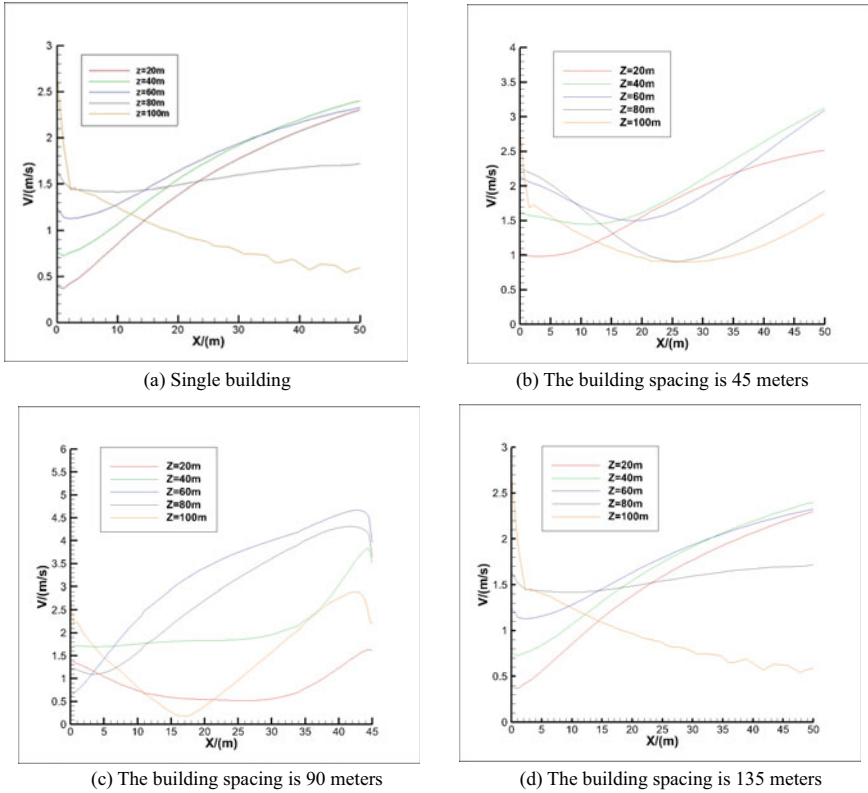 3
2.5
2
1.5
1
0.5
0
V/(m/s)
z=20m
z=40m
z=60m
z=80m
z=100m
0 10 20 30 40 50
X/(m)
(a) Single building
4
3.5
3
2.5
2
1.5
1
0.5
0
V/(m/s)
Z=20m
Z=40m
Z=60m
Z=80m
Z=100m
0 5 10 15 20 25 30 35 40 45 50
X/(m)
(b) The building spacing is 45 meters
6
5.5
5
4.5
4
3.5
3
2.5
2
1.5
1
0.5
0
V/(m/s)
Z=20m
Z=40m
Z=60m
Z=80m
Z=100m
0 5 10 15 20 25 30 35 40 45
X/(m)
(c) The building spacing is 90 meters
3
2.5
2
1.5
1
0.5
0
V/(m/s)
Z=20m
Z=40m
Z=60m
Z=80m
Z=100m
0 5 10 15 20 25 30 35 40 45 50
X/(m)
(d) The building spacing is 135 meters